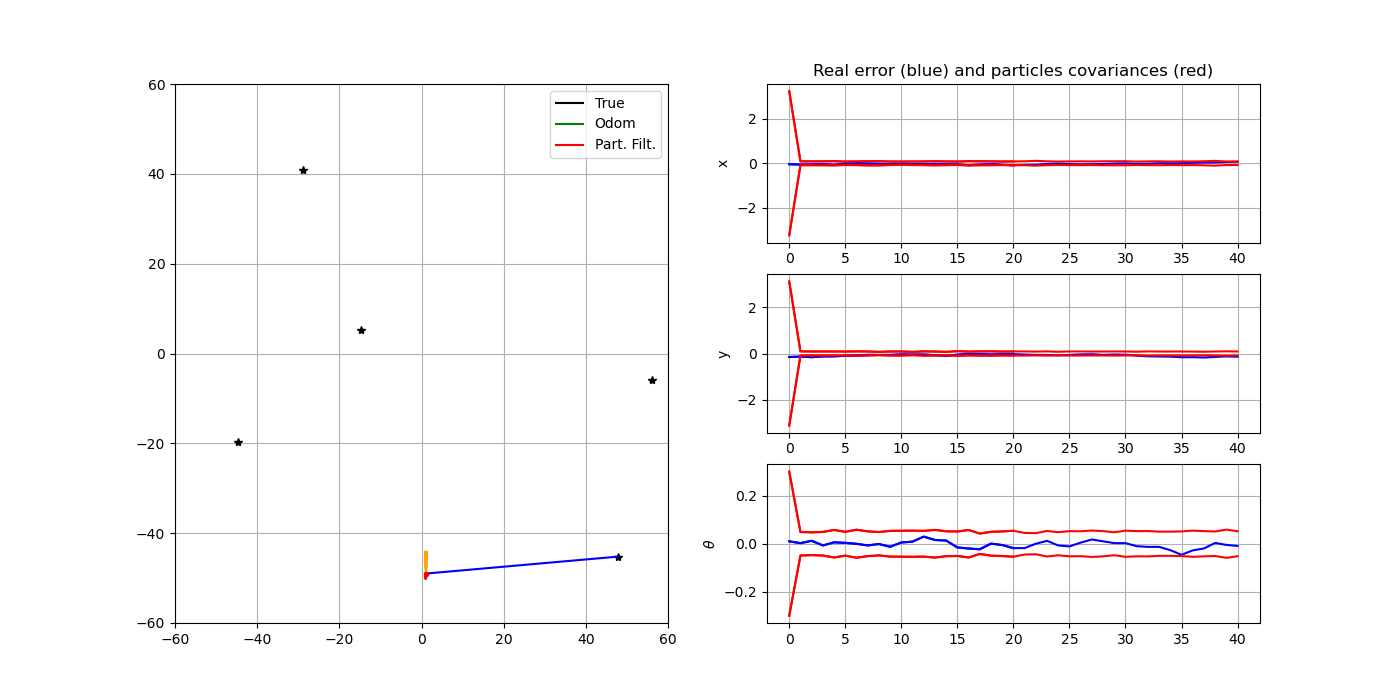 60
40
20
0
−20
−40
−60
−60 −40 −20 0 20 40 60
True
Odom
Part. Filt.
Real error (blue) and particles covariances (red)
x
2
0
−2
0 5 10 15 20 25 30 35 40
y
2
0
−2
0 5 10 15 20 25 30 35 40
θ
0.2
0.0
−0.2
0 5 10 15 20 25 30 35 40